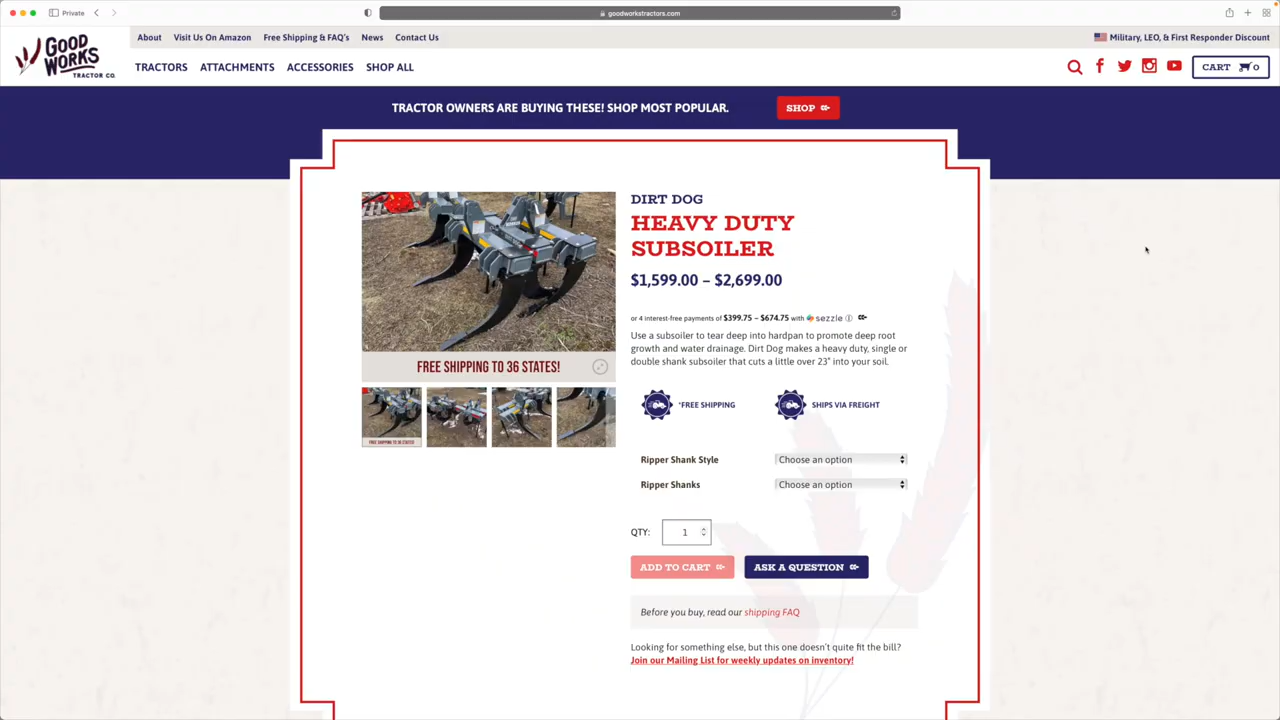 Private
goodworkstractors.com
About Visit Us On Amazon Free Shipping & FAQ's News Contact Us
Military, LEO, & First Responder Discount
GOOD
WORKS
TRACTOR CO.
TRACTORS ATTACHMENTS ACCESSORIES SHOP ALL
CART 0
TRACTOR OWNERS ARE BUYING THESE! SHOP MOST POPULAR.
SHOP
DIRT DOG
HEAVY DUTY
SUBSOILER
$1,599.00 – $2,699.00
or 4 interest-free payments of $399.75 – $674.75 with sezzle
Use a subsoiler to tear deep into hardpan to promote deep root
growth and water drainage. Dirt Dog makes a heavy duty, single or
double shank subsoiler that cuts a little over 23" into your soil.
FREE SHIPPING TO 36 STATES!
FREE SHIPPING TO 36 STATES!
*FREE SHIPPING
SHIPS VIA FREIGHT
Ripper Shank Style Choose an option
Ripper Shanks Choose an option
QTY: 1
ADD TO CART
ASK A QUESTION
Before you buy, read our shipping FAQ
Looking for something else, but this one doesn't quite fit the bill?
Join our Mailing List for weekly updates on inventory!